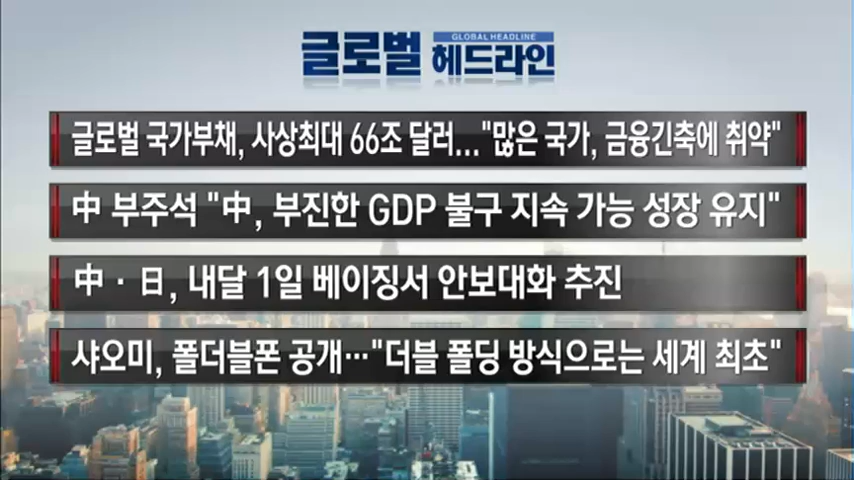 글로벌 헤드라인
GLOBAL HEADLINE
글로벌 국가부채, 사상최대 66조 달러..."많은 국가, 금융긴축에 취약"
中 부주석 "中, 부진한 GDP 불구 지속 가능 성장 유지"
中·日, 내달 1일 베이징서 안보대화 추진
샤오미, 폴더블폰 공개…"더블 폴딩 방식으로는 세계 최초"